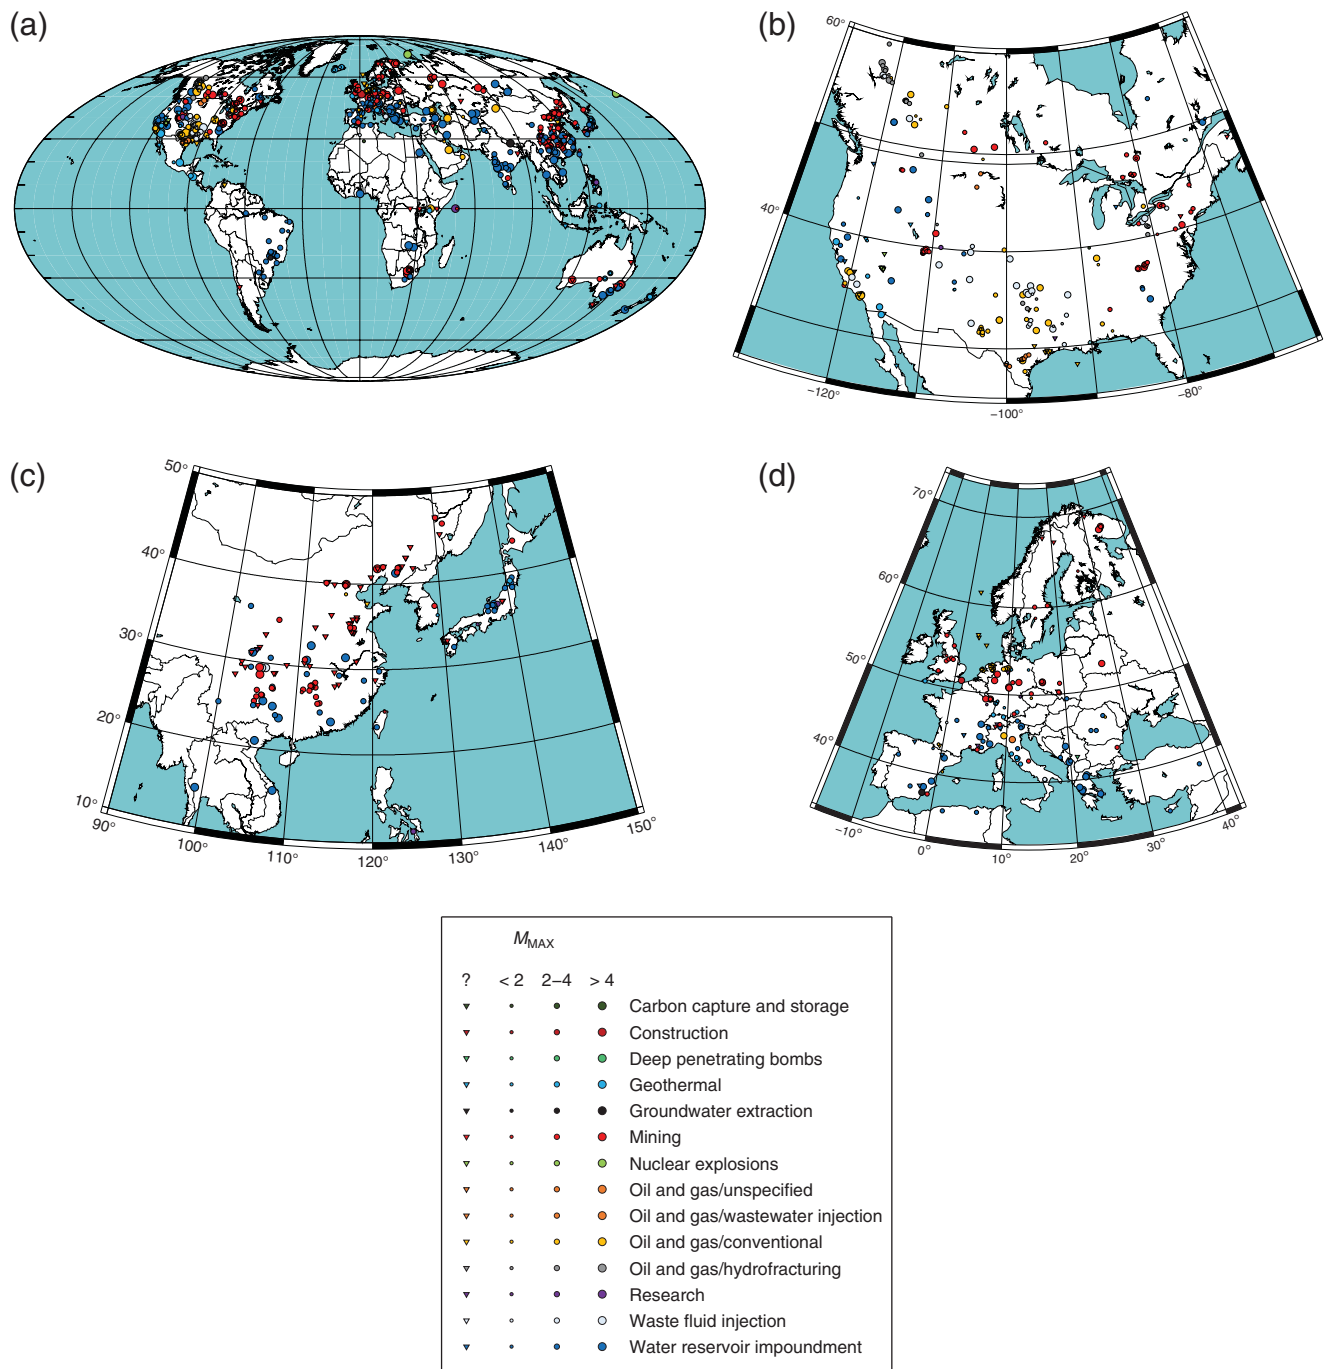 (a)
(b)
60°
40°
−120°
−100°
−80°
(c)
50°
40°
30°
20°
10°
90°
100°
110°
120°
130°
140°
150°
(d)
70°
60°
50°
40°
−10°
0°
10°
20°
30°
40°
MMAX
? < 2 2−4 > 4
Carbon capture and storage
Construction
Deep penetrating bombs
Geothermal
Groundwater extraction
Mining
Nuclear explosions
Oil and gas/unspecified
Oil and gas/wastewater injection
Oil and gas/conventional
Oil and gas/hydrofracturing
Research
Waste fluid injection
Water reservoir impoundment